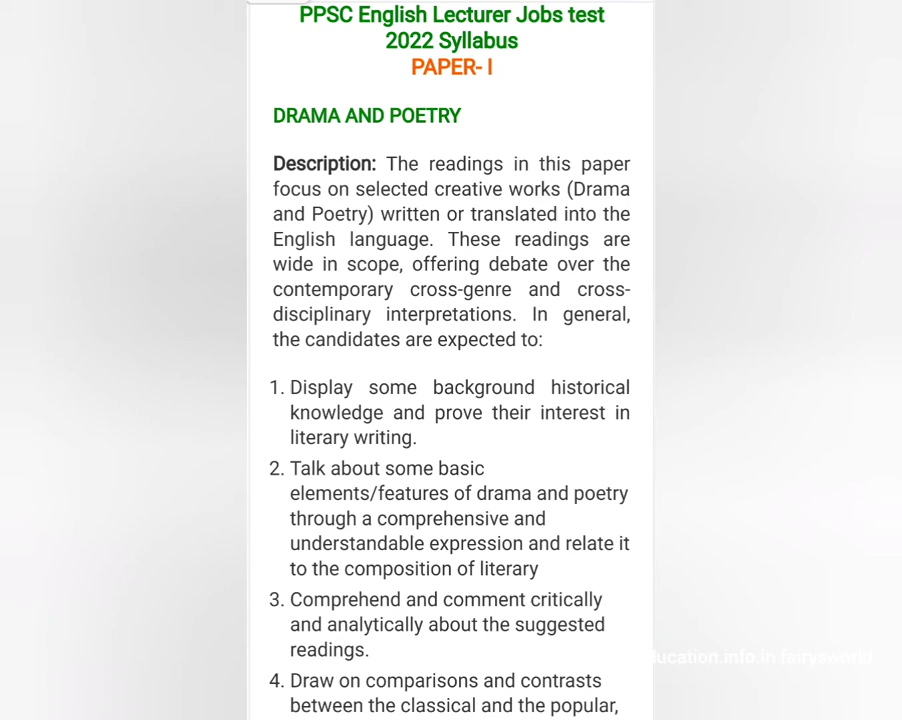 PPSC English Lecturer Jobs test
2022 Syllabus
PAPER- I
DRAMA AND POETRY
Description: The readings in this paper
focus on selected creative works (Drama
and Poetry) written or translated into the
English language. These readings are
wide in scope, offering debate over the
contemporary cross-genre and cross-
disciplinary interpretations. In general,
the candidates are expected to:
1. Display some background historical
knowledge and prove their interest in
literary writing.
2. Talk about some basic
elements/features of drama and poetry
through a comprehensive and
understandable expression and relate it
to the composition of literary
3. Comprehend and comment critically
and analytically about the suggested
readings.
4. Draw on comparisons and contrasts
between the classical and the popular,
ucation.info.in fairysworld